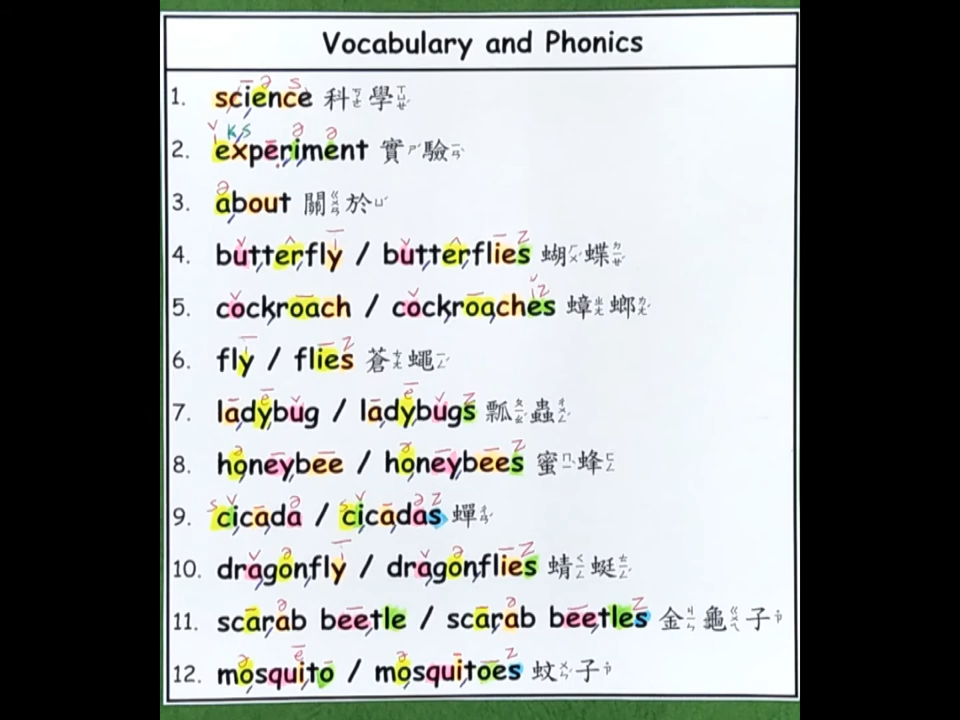 Vocabulary and Phonics
1. science 科學
2. experiment 實驗
3. about 關於
4. butterfly / butterflies 蝴蝶
5. cockroach / cockroaches 蟑螂
6. fly / flies 蒼蠅
7. ladybug / ladybugs 瓢蟲
8. honeybee / honeybees 蜜蜂
9. cicada / cicadas 蟬
10. dragonfly / dragonflies 蜻蜓
11. scarab beetle / scarab beetles 金龜子
12. mosquito / mosquitoes 蚊子